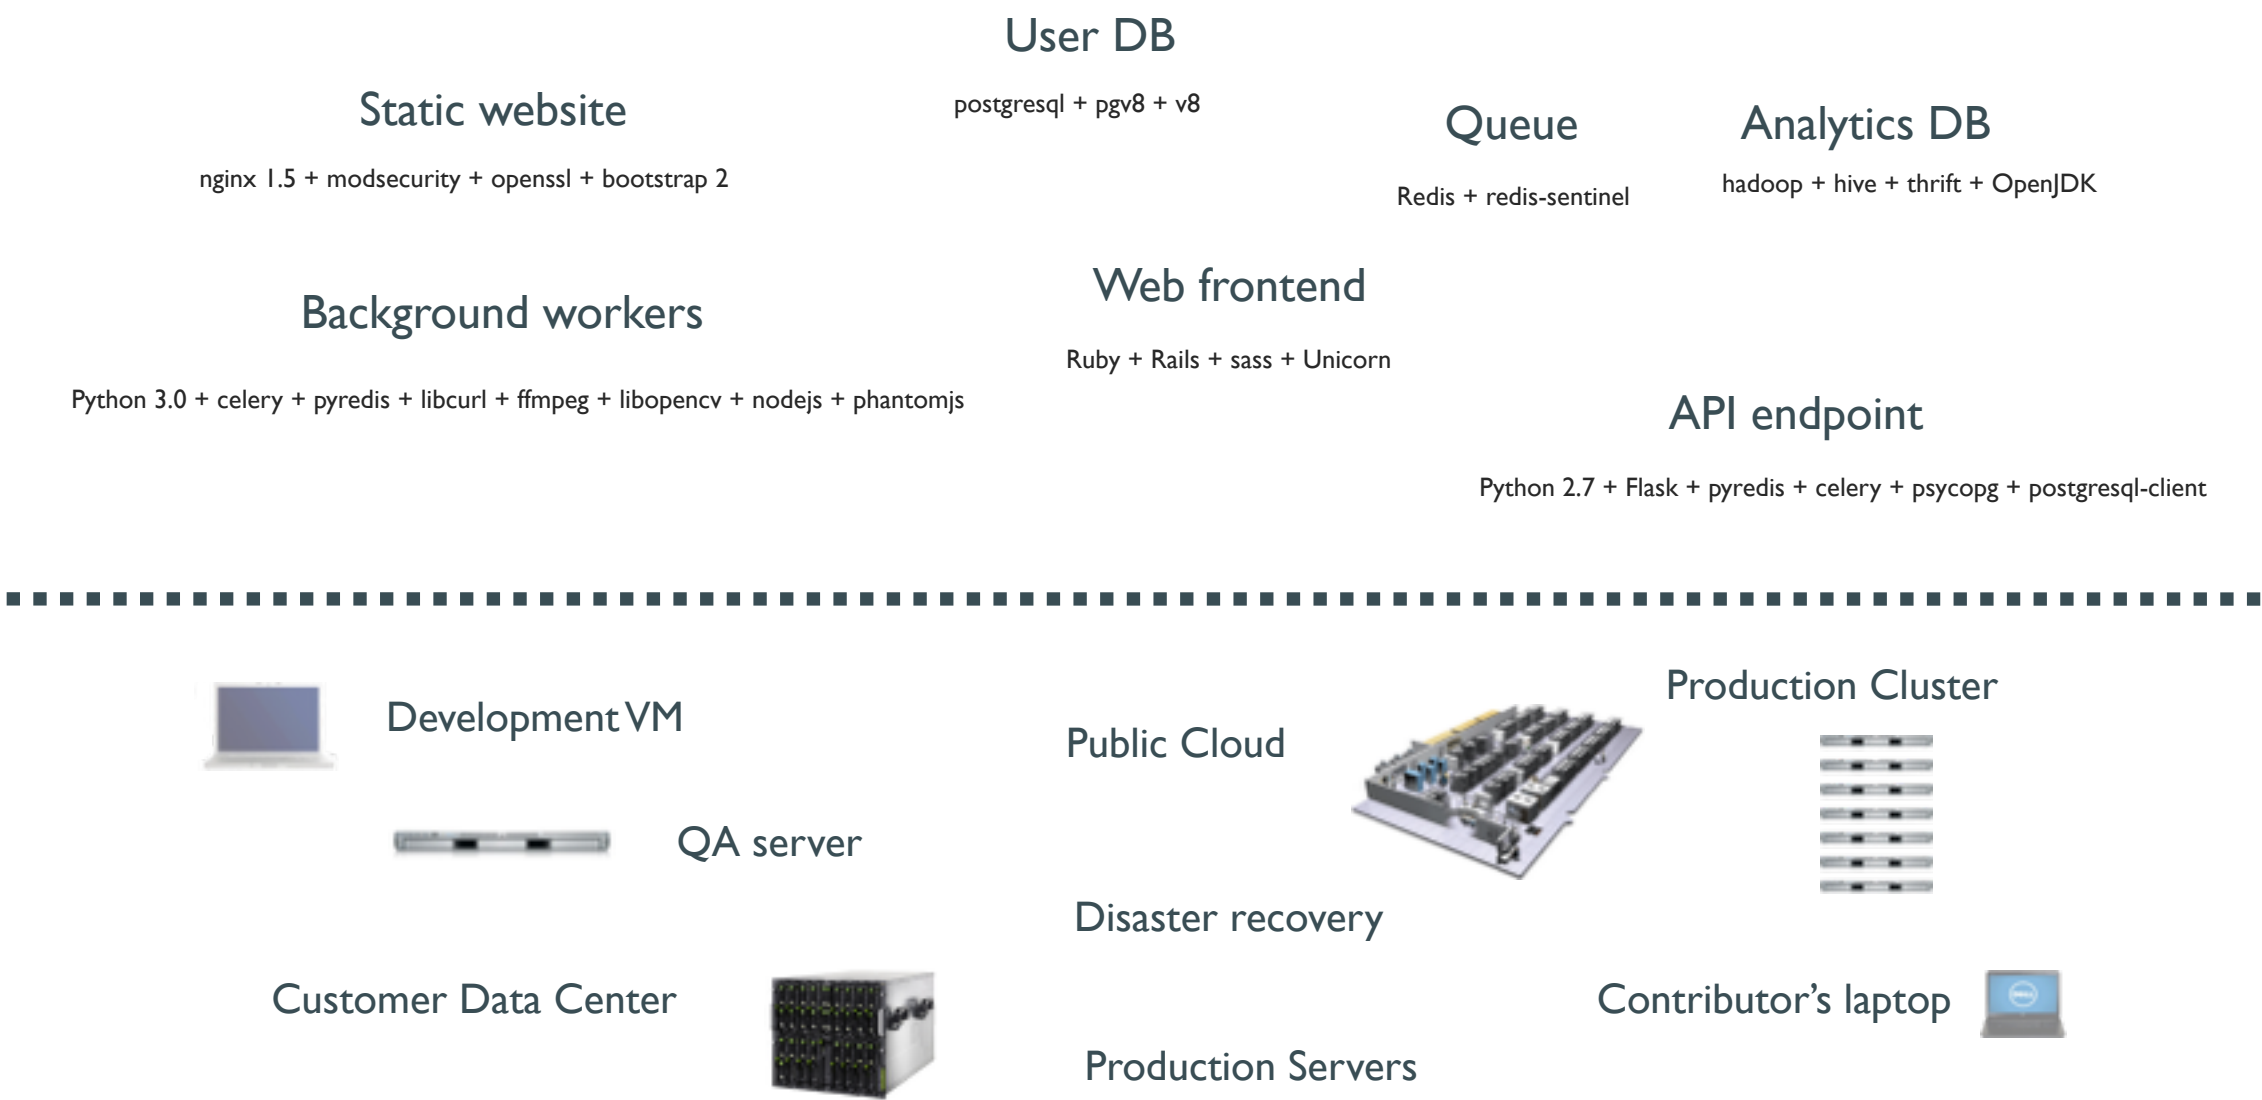 User DB
postgresql + pgv8 + v8
Static website
nginx 1.5 + modsecurity + openssl + bootstrap 2
Queue
Redis + redis-sentinel
Analytics DB
hadoop + hive + thrift + OpenJDK
Background workers
Python 3.0 + celery + pyredis + libcurl + ffmpeg + libopencv + nodejs + phantomjs
Web frontend
Ruby + Rails + sass + Unicorn
API endpoint
Python 2.7 + Flask + pyredis + celery + psycopg + postgresql-client
Development VM
Public Cloud
Production Cluster
QA server
Disaster recovery
Customer Data Center
Contributor’s laptop
DELL
Production Servers